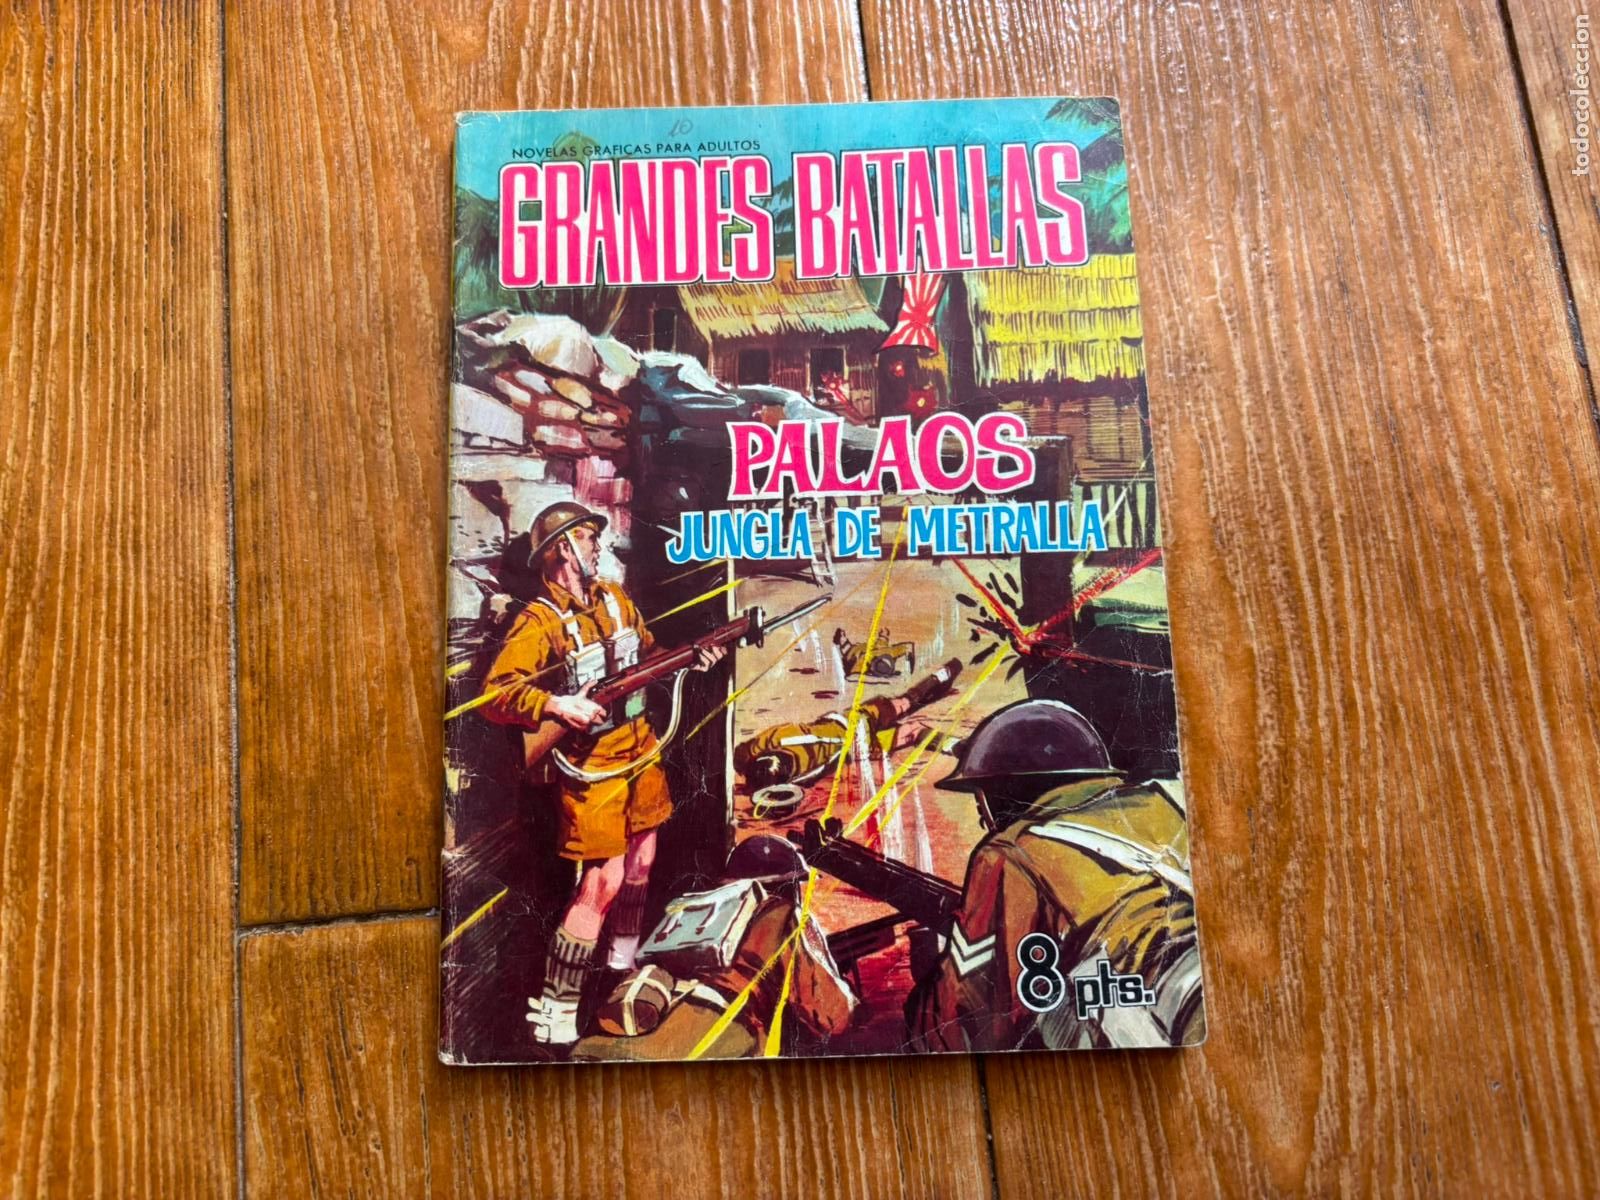 10
NOVELAS GRAFICAS PARA ADULTOS
GRANDES BATALLAS
PALAOS
JUNGLA DE METRALLA
8 pts.
todocoleccion